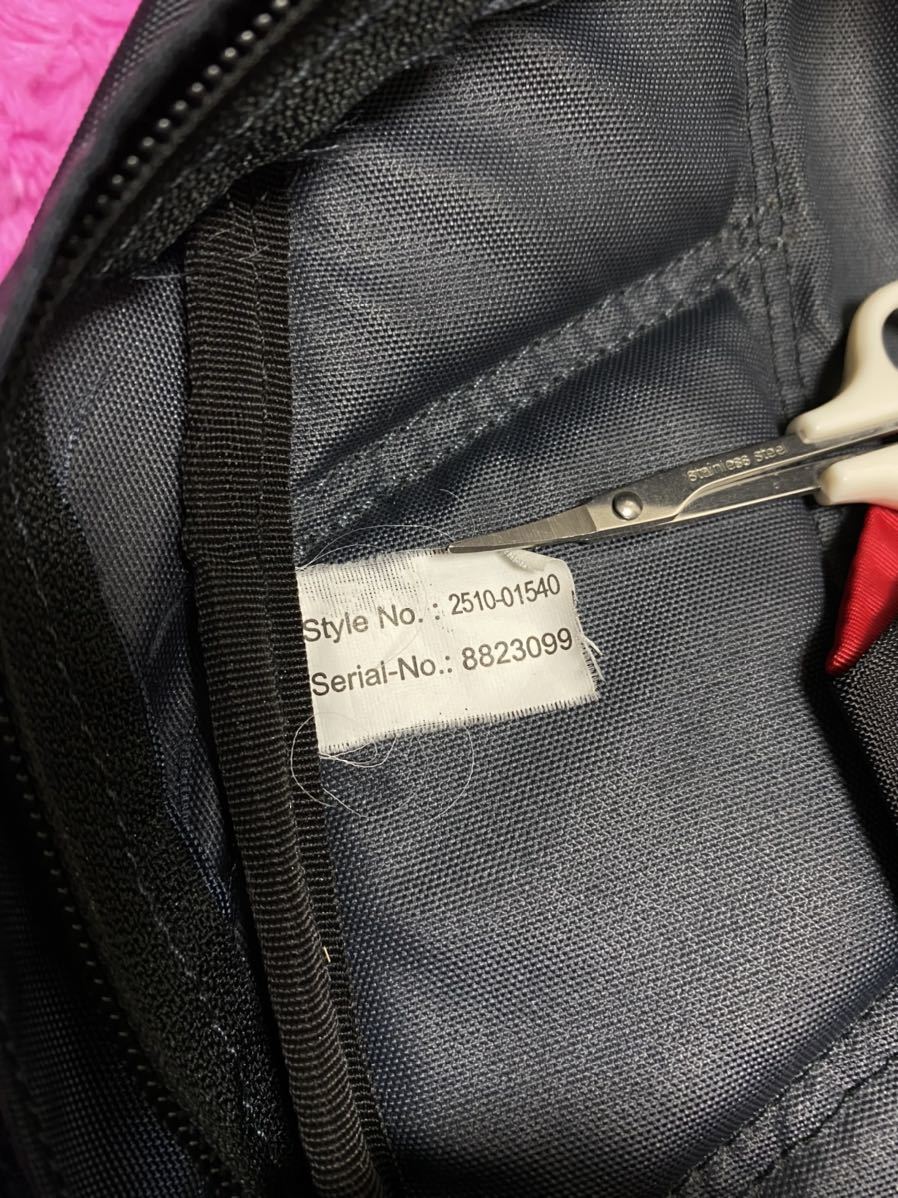 stainless steel
Style No. : 2510-01540
Serial-No.: 8823099